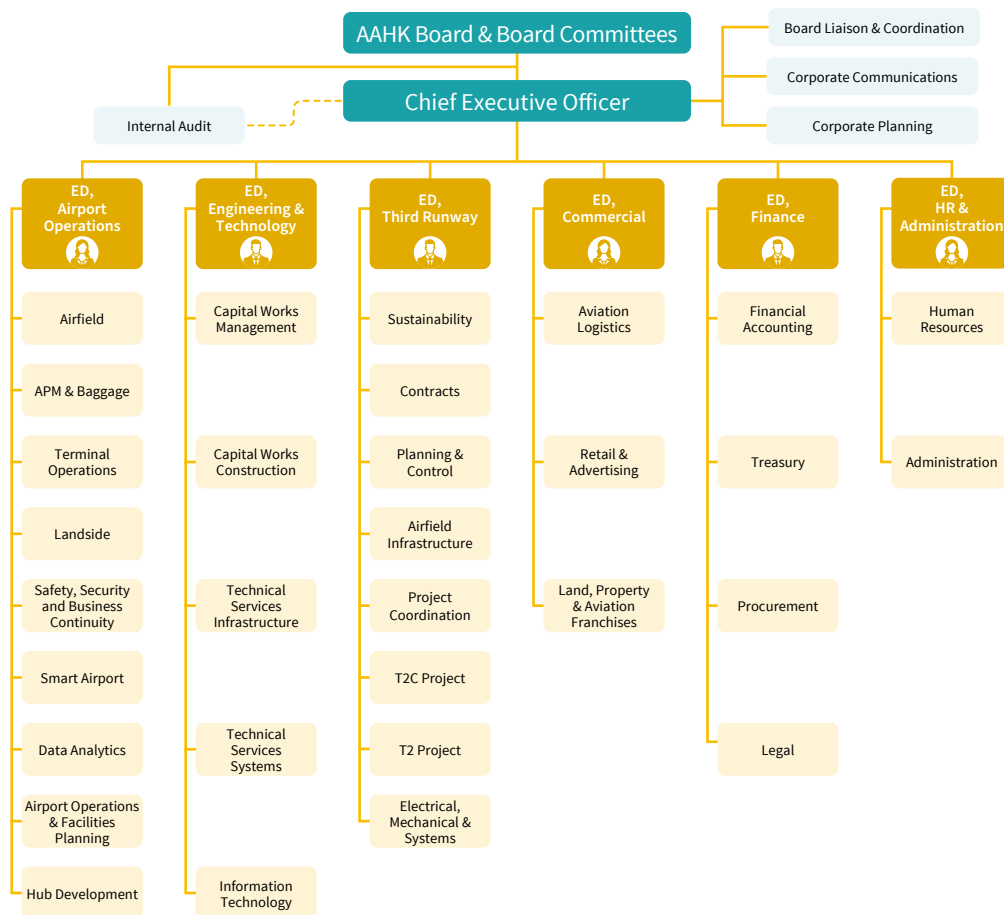 AAHK Board & Board Committees
Board Liaison & Coordination
Corporate Communications
Chief Executive Officer
Internal Audit
Corporate Planning
ED,
Airport
Operations
ED,
Engineering &
Technology
ED,
Third Runway
ED,
Commercial
ED,
Finance
ED,
HR &
Administration
Airfield
APM & Baggage
Terminal
Operations
Landside
Safety, Security
and Business
Continuity
Smart Airport
Data Analytics
Airport Operations
& Facilities
Planning
Hub Development
Capital Works
Management
Capital Works
Construction
Technical
Services
Infrastructure
Technical
Services
Systems
Information
Technology
Sustainability
Contracts
Planning &
Control
Airfield
Infrastructure
Project
Coordination
T2C Project
T2 Project
Electrical,
Mechanical &
Systems
Aviation
Logistics
Retail &
Advertising
Land, Property
& Aviation
Franchises
Financial
Accounting
Treasury
Procurement
Legal
Human
Resources
Administration